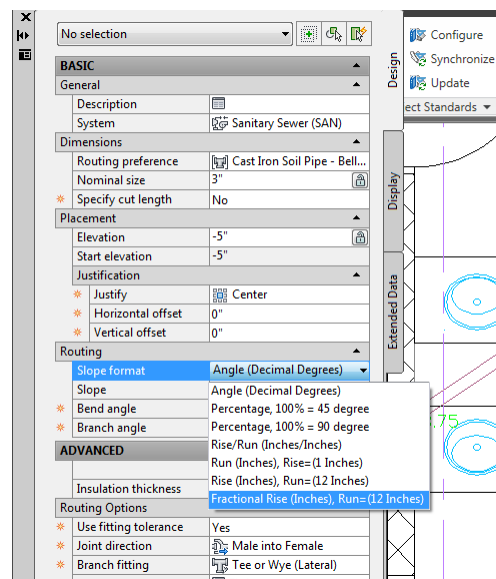 No selection
BASIC
General
Description
System Sanitary Sewer (SAN)
Dimensions
Routing preference Cast Iron Soil Pipe - Bell...
Nominal size 3"
Specify cut length No
Placement
Elevation -5"
Start elevation -5"
Justification
Justify Center
Horizontal offset 0"
Vertical offset 0"
Routing
Slope format Angle (Decimal Degrees)
Slope
Bend angle
Branch angle
Angle (Decimal Degrees)
Percentage, 100% = 45 degree
Percentage, 100% = 90 degree
Rise/Run (Inches/Inches)
Run (Inches), Rise=(1 Inches)
Rise (Inches), Run=(12 Inches)
Fractional Rise (Inches), Run=(12 Inches)
ADVANCED
Insulation thickness
Routing Options
Use fitting tolerance Yes
Joint direction Male into Female
Branch fitting Tee or Wye (Lateral)
Design
Display
Extended Data
Configure
Synchronize
Update
ect Standards
.75